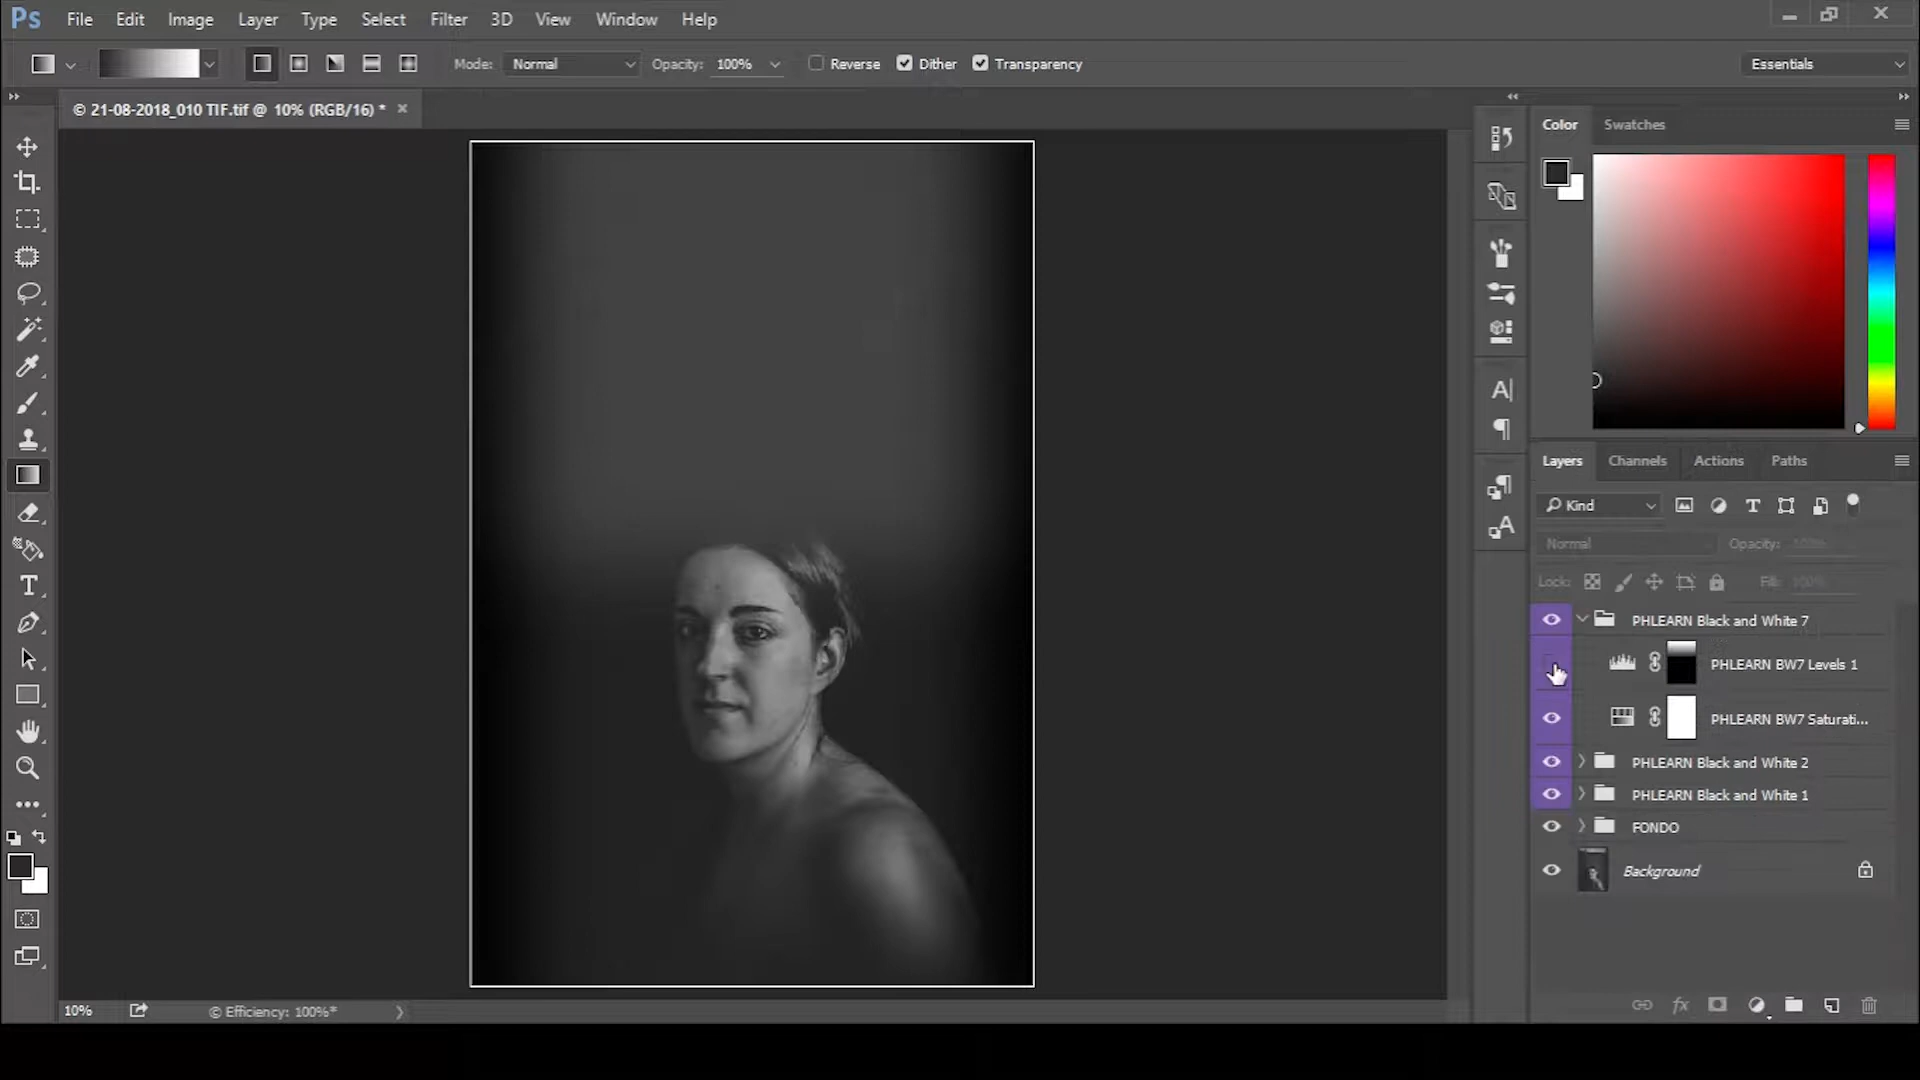 Ps File Edit Image Layer Type Select Filter 3D View Window Help
Mode: Normal Opacity: 100% Reverse Dither Transparency Essentials
© 21-08-2018_010 TIF.tif @ 10% (RGB/16) *
Color Swatches
Layers Channels Actions Paths
Kind
Normal Opacity: 100%
Lock: Fill: 100%
PHLEARN Black and White 7
PHLEARN BW7 Levels 1
PHLEARN BW7 Saturati...
PHLEARN Black and White 2
PHLEARN Black and White 1
FONDO
Background
10% © Efficiency: 100%*